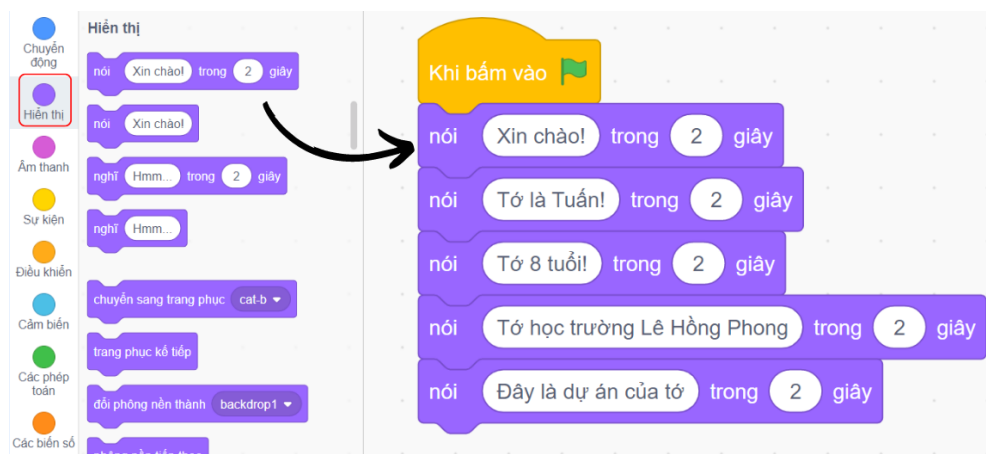 Chuyển động
Hiển thị
Âm thanh
Sự kiện
Điều khiển
Cảm biến
Các phép toán
Các biến số
Hiển thị
nói Xin chào! trong 2 giây
nói Xin chào!
nghĩ Hmm... trong 2 giây
nghĩ Hmm...
chuyển sang trang phục cat-b
trang phục kế tiếp
đổi phông nền thành backdrop1
Khi bấm vào
nói Xin chào! trong 2 giây
nói Tớ là Tuấn! trong 2 giây
nói Tớ 8 tuổi! trong 2 giây
nói Tớ học trường Lê Hồng Phong trong 2 giây
nói Đây là dự án của tớ trong 2 giây